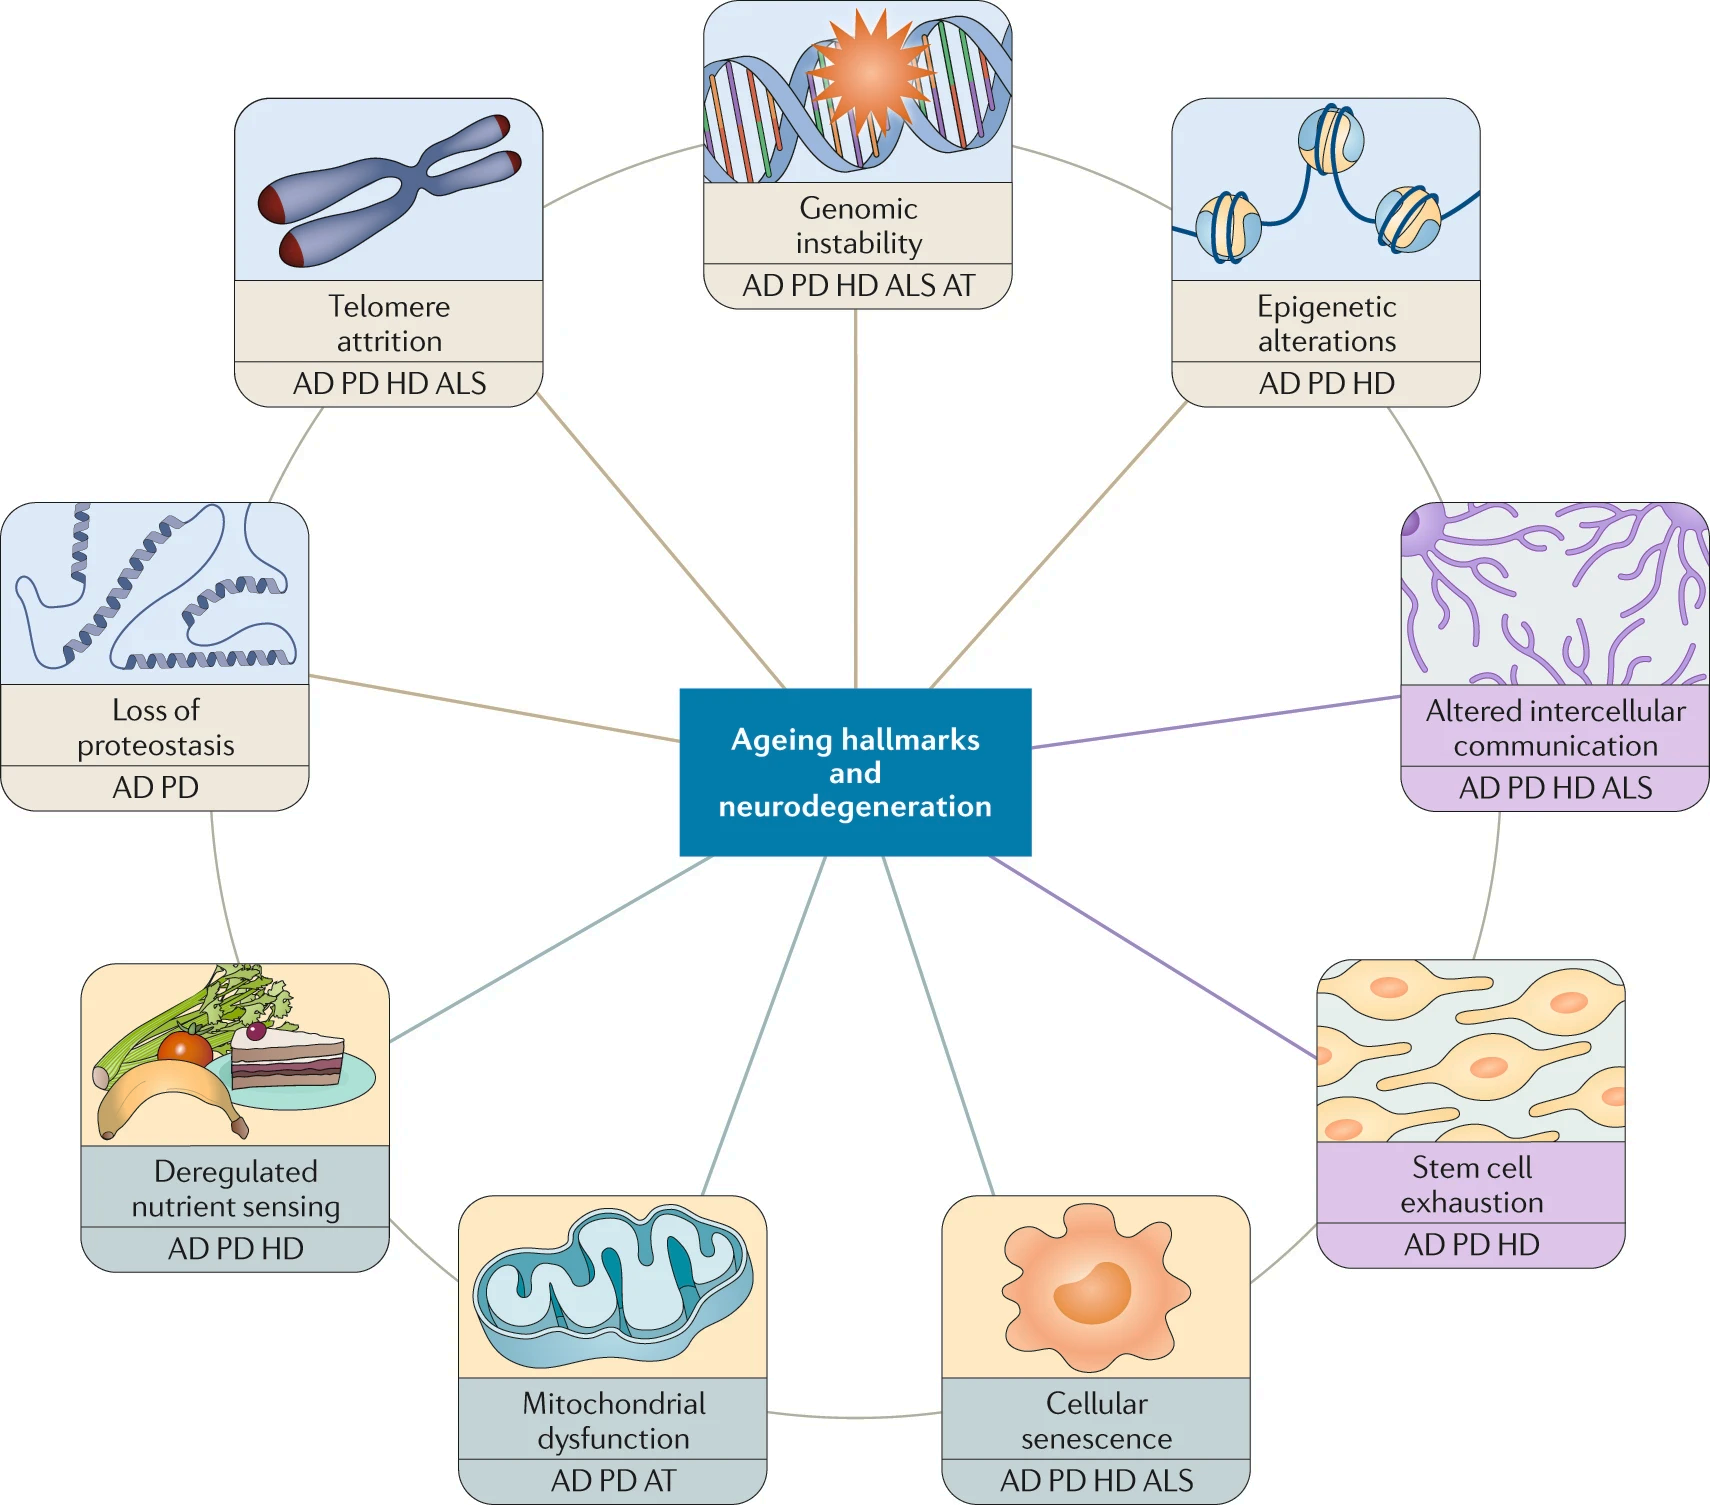 Genomic
instability
AD PD HD ALS AT
Telomere
attrition
AD PD HD ALS
Epigenetic
alterations
AD PD HD
Loss of
proteostasis
AD PD
Altered intercellular
communication
AD PD HD ALS
Ageing hallmarks
and
neurodegeneration
Deregulated
nutrient sensing
AD PD HD
Stem cell
exhaustion
AD PD HD
Mitochondrial
dysfunction
AD PD AT
Cellular
senescence
AD PD HD ALS